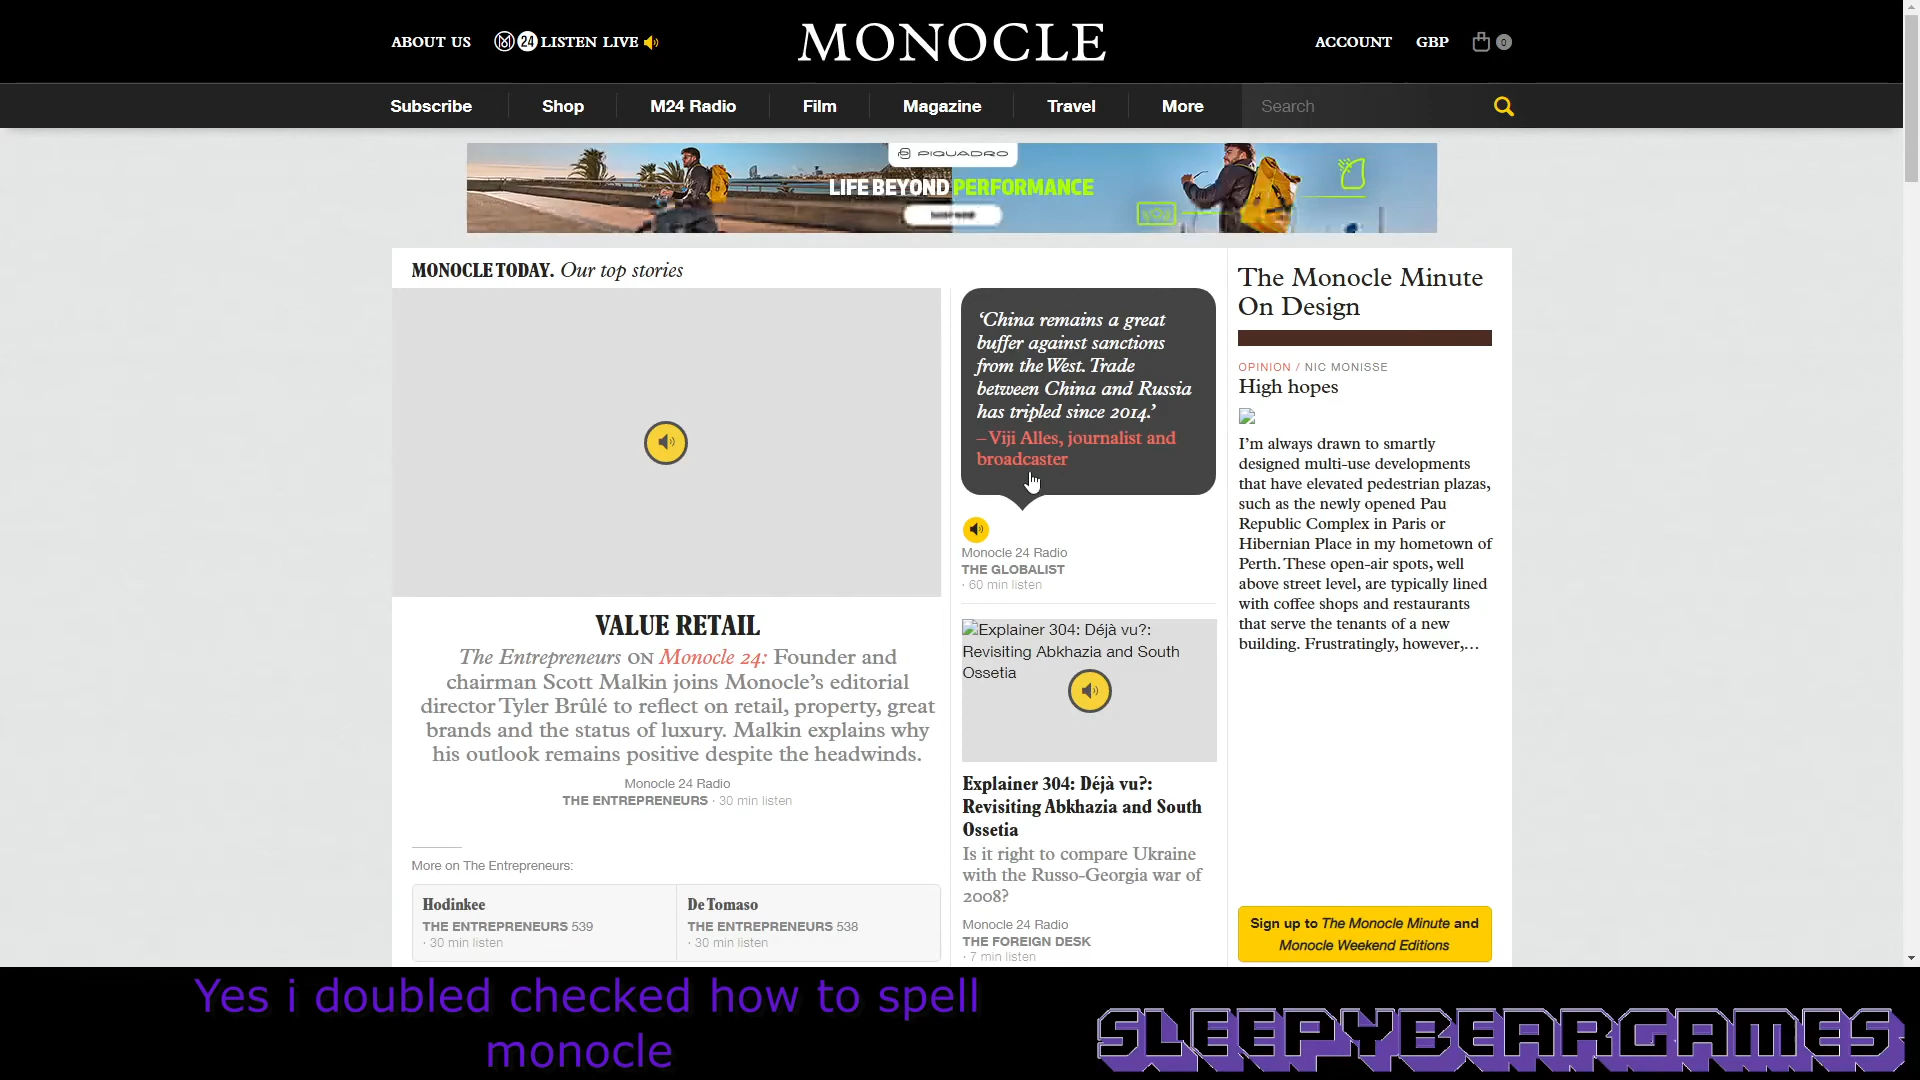 ABOUT US
24 LISTEN LIVE
MONOCLE
ACCOUNT
GBP
0
Subscribe
Shop
M24 Radio
Film
Magazine
Travel
More
Search
PIQUADRO
LIFE BEYOND PERFORMANCE
MONOCLE TODAY. Our top stories
VALUE RETAIL
The Entrepreneurs ON Monocle 24: Founder and
chairman Scott Malkin joins Monocle’s editorial
director Tyler Brûlé to reflect on retail, property, great
brands and the status of luxury. Malkin explains why
his outlook remains positive despite the headwinds.
Monocle 24 Radio
THE ENTREPRENEURS · 30 min listen
More on The Entrepreneurs:
Hodinkee
THE ENTREPRENEURS 539
· 30 min listen
De Tomaso
THE ENTREPRENEURS 538
· 30 min listen
‘China remains a great
buffer against sanctions
from the West. Trade
between China and Russia
has tripled since 2014.’
– Viji Alles, journalist and
broadcaster
Monocle 24 Radio
THE GLOBALIST
· 60 min listen
Explainer 304: Déjà vu?:
Revisiting Abkhazia and South
Ossetia
Explainer 304: Déjà vu?:
Revisiting Abkhazia and South
Ossetia
Is it right to compare Ukraine
with the Russo-Georgia war of
2008?
Monocle 24 Radio
THE FOREIGN DESK
· 7 min listen
The Monocle Minute
On Design
OPINION / NIC MONISSE
High hopes
I’m always drawn to smartly
designed multi-use developments
that have elevated pedestrian plazas,
such as the newly opened Pau
Republic Complex in Paris or
Hibernian Place in my hometown of
Perth. These open-air spots, well
above street level, are typically lined
with coffee shops and restaurants
that serve the tenants of a new
building. Frustratingly, however,…
Sign up to The Monocle Minute and
Monocle Weekend Editions
Yes i doubled checked how to spell
monocle
SLEEPYBEARGAMES